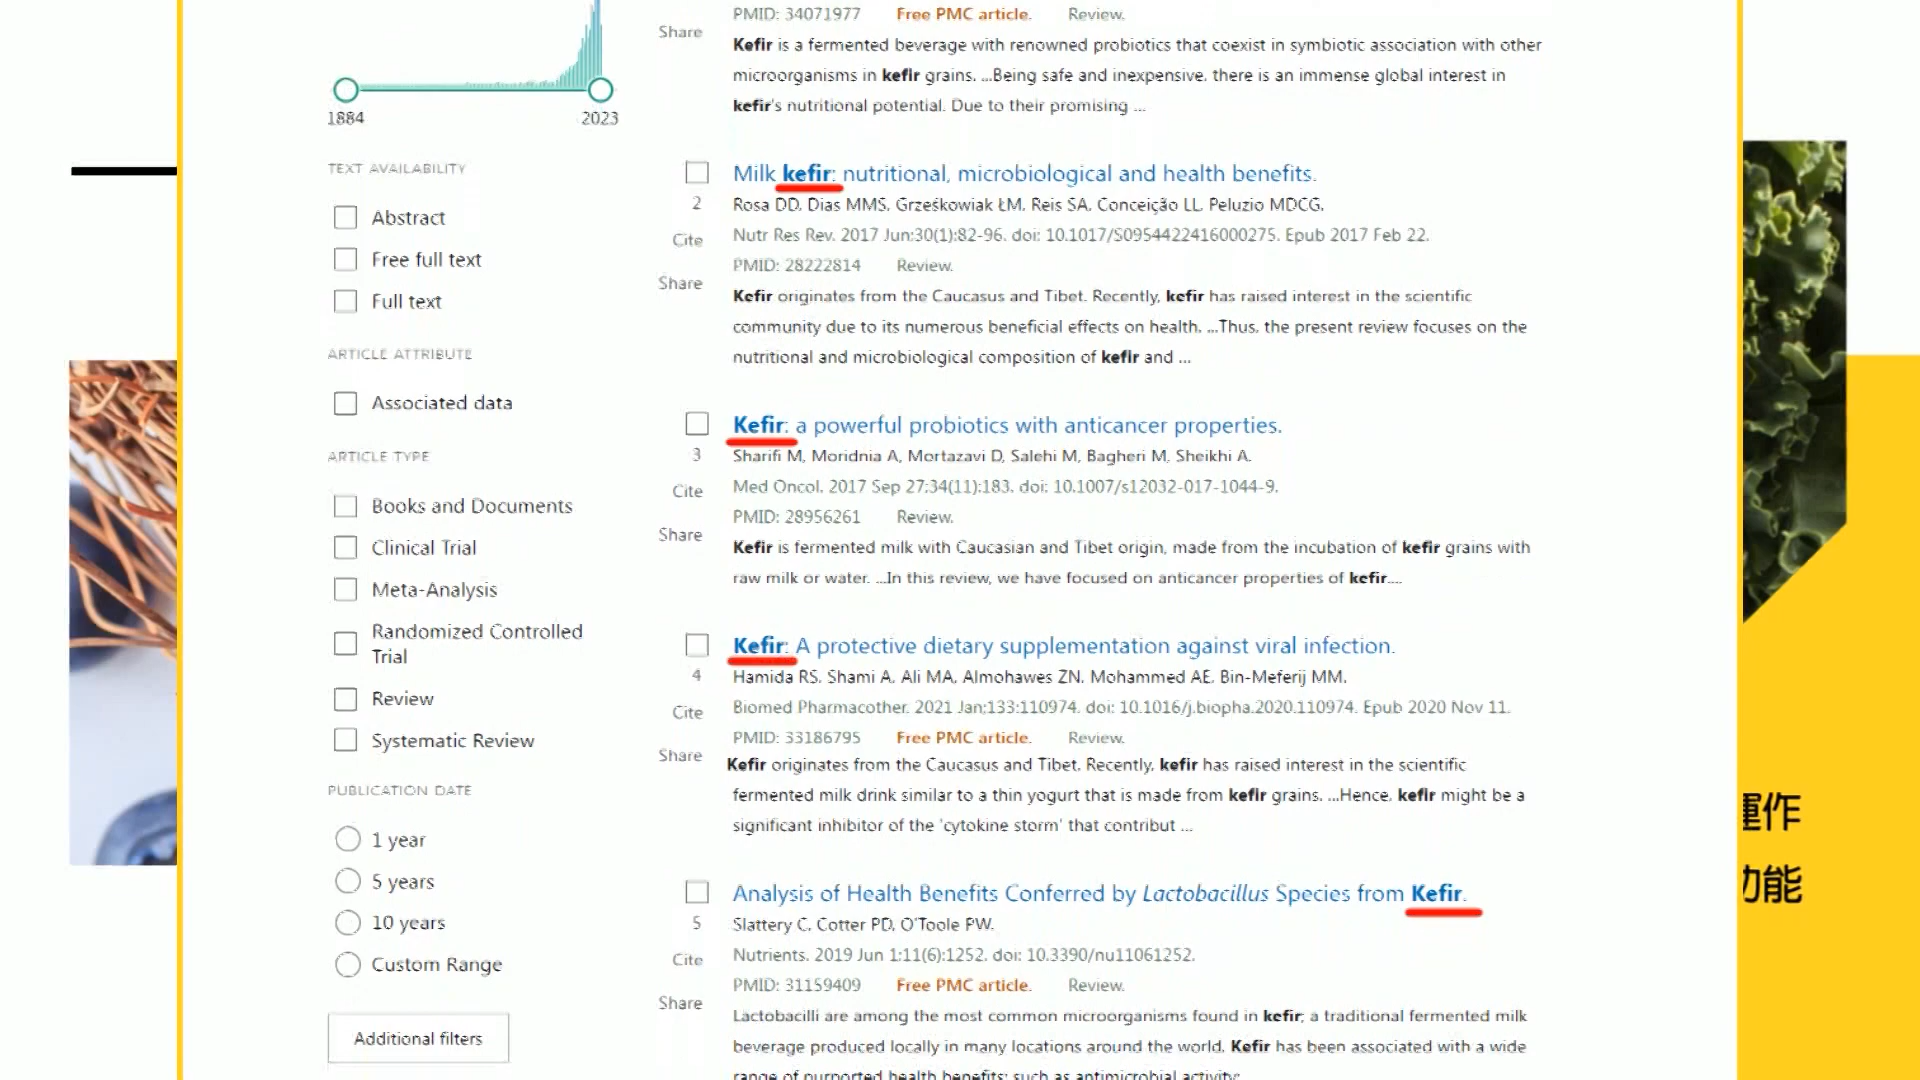 PMID: 34071977 Free PMC article. Review.
Share
Kefir is a fermented beverage with renowned probiotics that coexist in symbiotic association with other
microorganisms in kefir grains. ...Being safe and inexpensive, there is an immense global interest in
kefir's nutritional potential. Due to their promising ...
1884 2023
TEXT AVAILABILITY
Abstract
Free full text
Full text
ARTICLE ATTRIBUTE
Associated data
ARTICLE TYPE
Books and Documents
Clinical Trial
Meta-Analysis
Randomized Controlled
Trial
Review
Systematic Review
PUBLICATION DATE
1 year
5 years
10 years
Custom Range
Additional filters
Milk kefir: nutritional, microbiological and health benefits.
2
Rosa DD, Dias MMS, Grześkowiak ŁM, Reis SA, Conceição LL, Peluzio MDCG.
Cite
Nutr Res Rev. 2017 Jun;30(1):82-96. doi: 10.1017/S0954422416000275. Epub 2017 Feb 22.
PMID: 28222814 Review.
Share
Kefir originates from the Caucasus and Tibet. Recently, kefir has raised interest in the scientific
community due to its numerous beneficial effects on health. ...Thus, the present review focuses on the
nutritional and microbiological composition of kefir and ...
Kefir: a powerful probiotics with anticancer properties.
3
Sharifi M, Moridnia A, Mortazavi D, Salehi M, Bagheri M, Sheikhi A.
Cite
Med Oncol. 2017 Sep 27;34(11):183. doi: 10.1007/s12032-017-1044-9.
PMID: 28956261 Review.
Share
Kefir is fermented milk with Caucasian and Tibet origin, made from the incubation of kefir grains with
raw milk or water. ...In this review, we have focused on anticancer properties of kefir....
Kefir: A protective dietary supplementation against viral infection.
4
Hamida RS, Shami A, Ali MA, Almohawes ZN, Mohammed AE, Bin-Meferij MM.
Cite
Biomed Pharmacother. 2021 Jan;133:110974. doi: 10.1016/j.biopha.2020.110974. Epub 2020 Nov 11.
PMID: 33186795 Free PMC article. Review.
Share
Kefir originates from the Caucasus and Tibet. Recently, kefir has raised interest in the scientific
fermented milk drink similar to a thin yogurt that is made from kefir grains. ...Hence, kefir might be a
significant inhibitor of the 'cytokine storm' that contribut ...
Analysis of Health Benefits Conferred by Lactobacillus Species from Kefir.
5
Slattery C, Cotter PD, O'Toole PW.
Cite
Nutrients. 2019 Jun 1;11(6):1252. doi: 10.3390/nu11061252.
PMID: 31159409 Free PMC article. Review.
Share
Lactobacilli are among the most common microorganisms found in kefir; a traditional fermented milk
beverage produced locally in many locations around the world. Kefir has been associated with a wide
range of purported health benefits; such as antimicrobial activity;
運作
功能